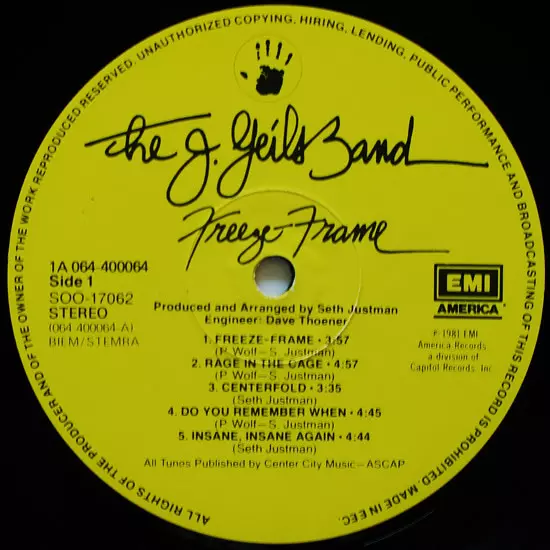 ALL RIGHTS OF THE PRODUCER AND OF THE OWNER OF THE WORK REPRODUCED RESERVED. UNAUTHORIZED COPYING, HIRING, LENDING, PUBLIC PERFORMANCE AND BROADCASTING OF THIS RECORD IS PROHIBITED. MADE IN EEC.
The J. Geils Band
Freeze-Frame
1A 064-400064
Side 1
SOO-17062
STEREO
(064-400064-A)
BIEM/STEMRA
EMI
AMERICA
℗ 1981 EMI
America Records
a division of
Capitol Records, Inc
Produced and Arranged by Seth Justman
Engineer: Dave Thoener
1. FREEZE-FRAME • 3:57
(P. Wolf—S. Justman)
2. RAGE IN THE CAGE • 4:57
(P. Wolf—S. Justman)
3. CENTERFOLD • 3:35
(Seth Justman)
4. DO YOU REMEMBER WHEN • 4:45
(P. Wolf—S. Justman)
5. INSANE, INSANE AGAIN • 4:44
(Seth Justman)
All Tunes Published by Center City Music—ASCAP